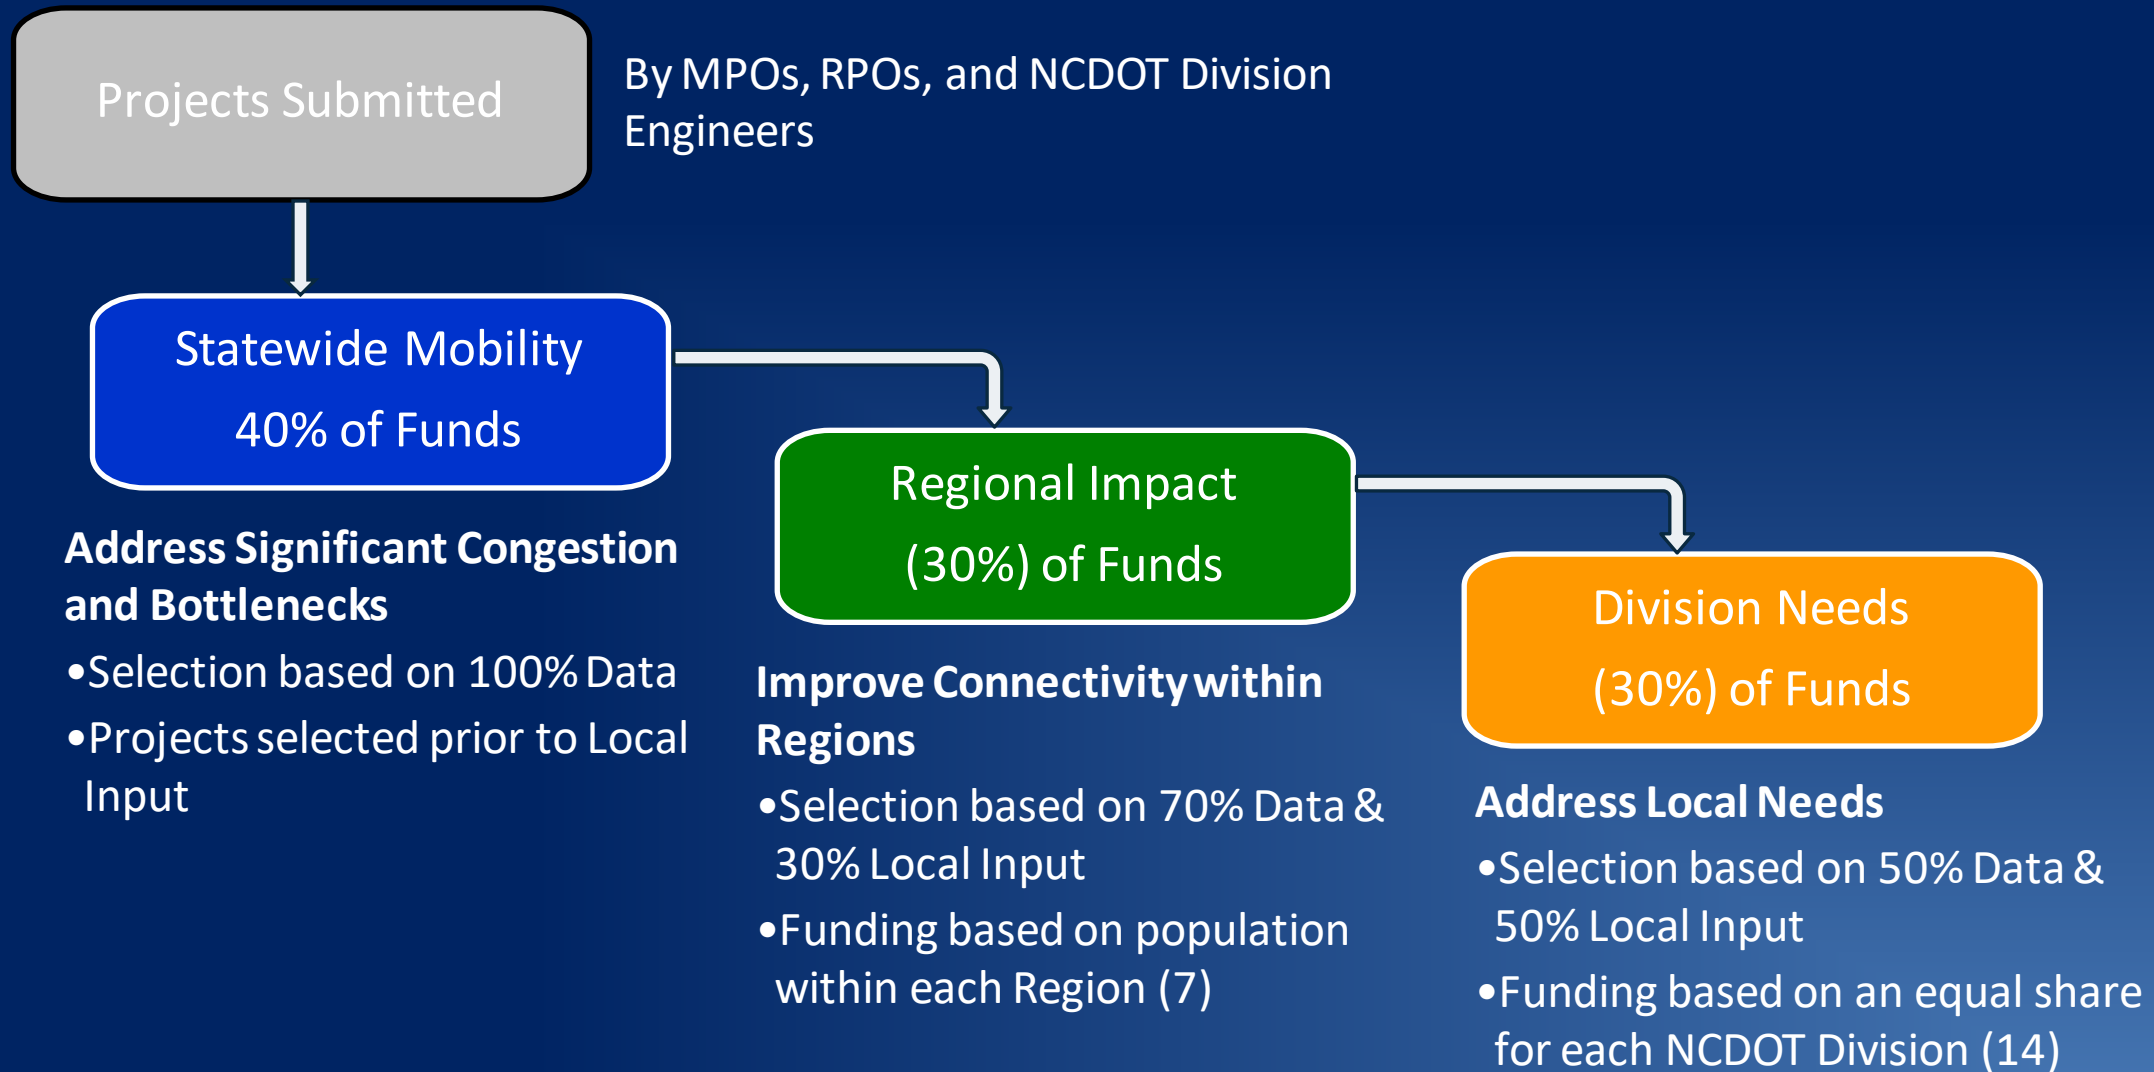 Projects Submitted
By MPOs, RPOs, and NCDOT Division
Engineers
Statewide Mobility
40% of Funds
Address Significant Congestion
and Bottlenecks
•Selection based on 100% Data
•Projects selected prior to Local
Input
Regional Impact
(30%) of Funds
Improve Connectivity within
Regions
•Selection based on 70% Data &
30% Local Input
•Funding based on population
within each Region (7)
Division Needs
(30%) of Funds
Address Local Needs
•Selection based on 50% Data &
50% Local Input
•Funding based on an equal share
for each NCDOT Division (14)